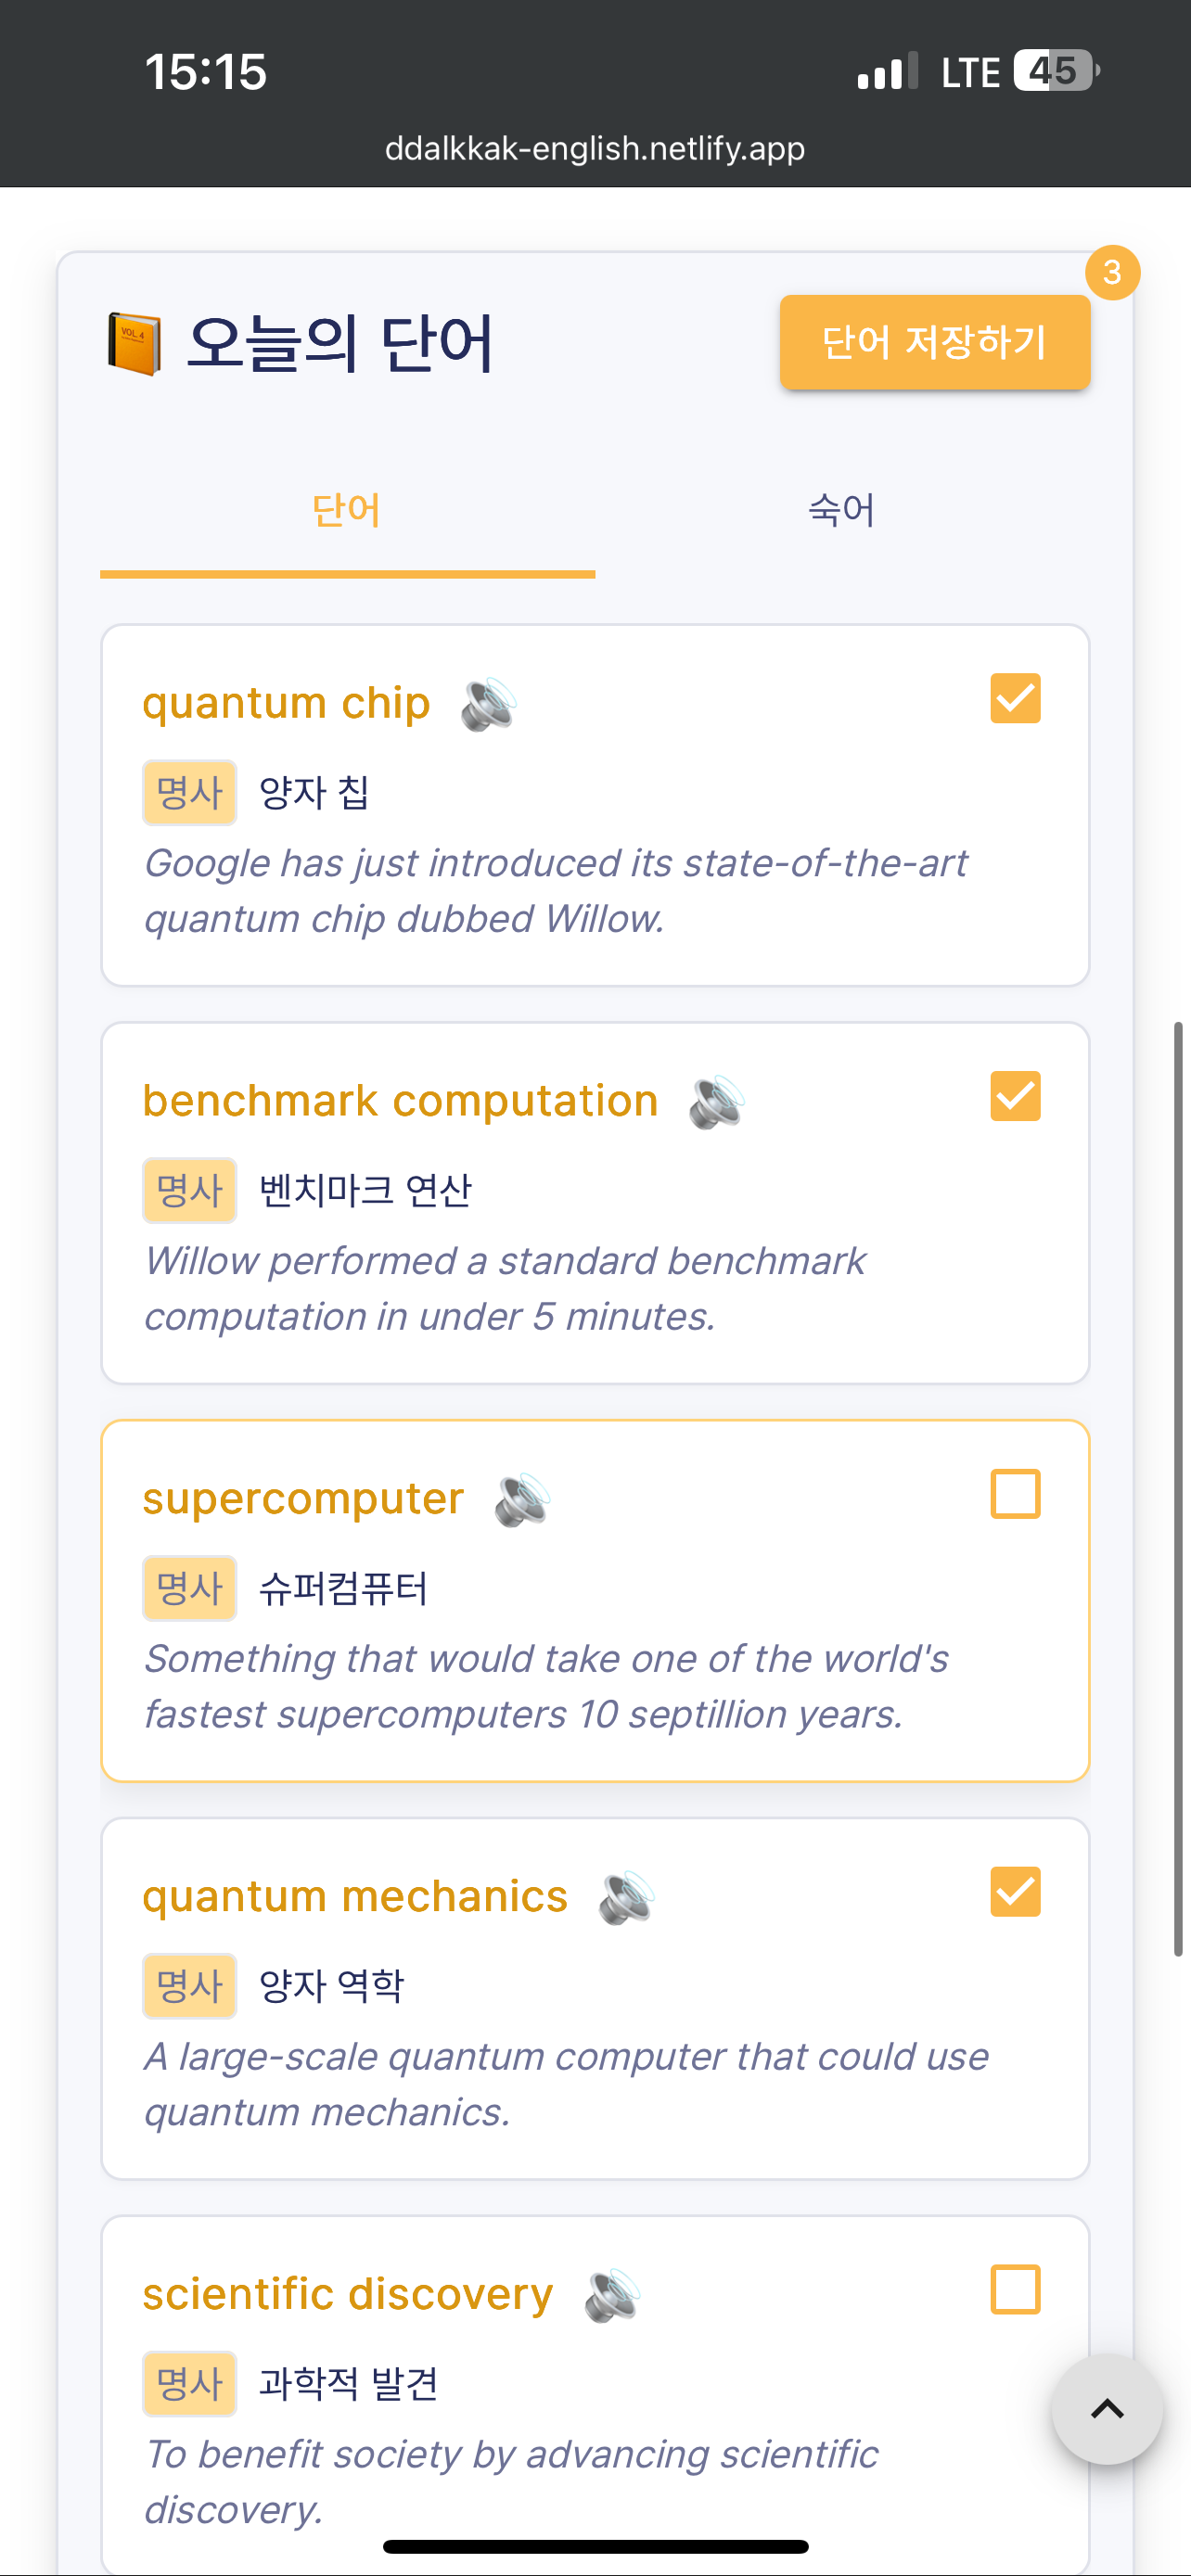 15:15
LTE 45
ddalkkak-english.netlify.app
3
VOL. 4
오늘의 단어
단어 저장하기
단어
숙어
quantum chip
명사 양자 칩
Google has just introduced its state-of-the-art
quantum chip dubbed Willow.
benchmark computation
명사 벤치마크 연산
Willow performed a standard benchmark
computation in under 5 minutes.
supercomputer
명사 슈퍼컴퓨터
Something that would take one of the world's
fastest supercomputers 10 septillion years.
quantum mechanics
명사 양자 역학
A large-scale quantum computer that could use
quantum mechanics.
scientific discovery
명사 과학적 발견
To benefit society by advancing scientific
discovery.